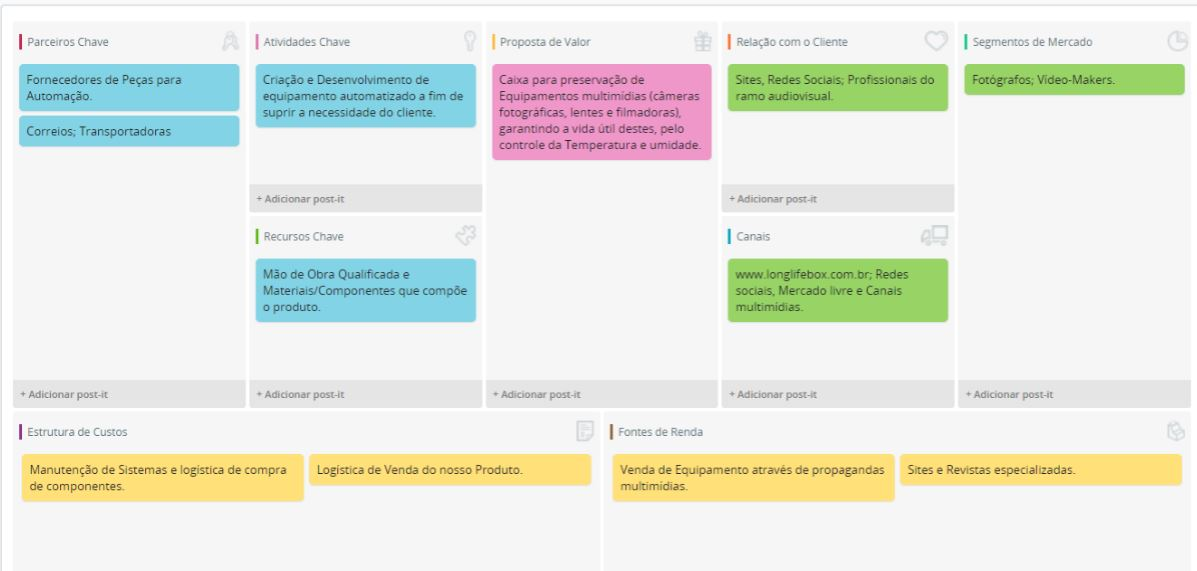 Parceiros Chave
Fornecedores de Peças para
Automação.
Correios; Transportadoras
+ Adicionar post-it
Atividades Chave
Criação e Desenvolvimento de
equipamento automatizado a fim de
suprir a necessidade do cliente.
+ Adicionar post-it
Recursos Chave
Mão de Obra Qualificada e
Materiais/Componentes que compõe
o produto.
+ Adicionar post-it
Proposta de Valor
Caixa para preservação de
Equipamentos multimídias (câmeras
fotográficas, lentes e filmadoras),
garantindo a vida útil destes, pelo
controle da Temperatura e umidade.
+ Adicionar post-it
Relação com o Cliente
Sites, Redes Sociais; Profissionais do
ramo audiovisual.
+ Adicionar post-it
Canais
www.longlifebox.com.br; Redes
sociais, Mercado livre e Canais
multimídias.
+ Adicionar post-it
Segmentos de Mercado
Fotógrafos; Vídeo-Makers.
+ Adicionar post-it
Estrutura de Custos
Manutenção de Sistemas e logística de compra
de componentes.
Logística de Venda do nosso Produto.
Fontes de Renda
Venda de Equipamento através de propagandas
multimídias.
Sites e Revistas especializadas.